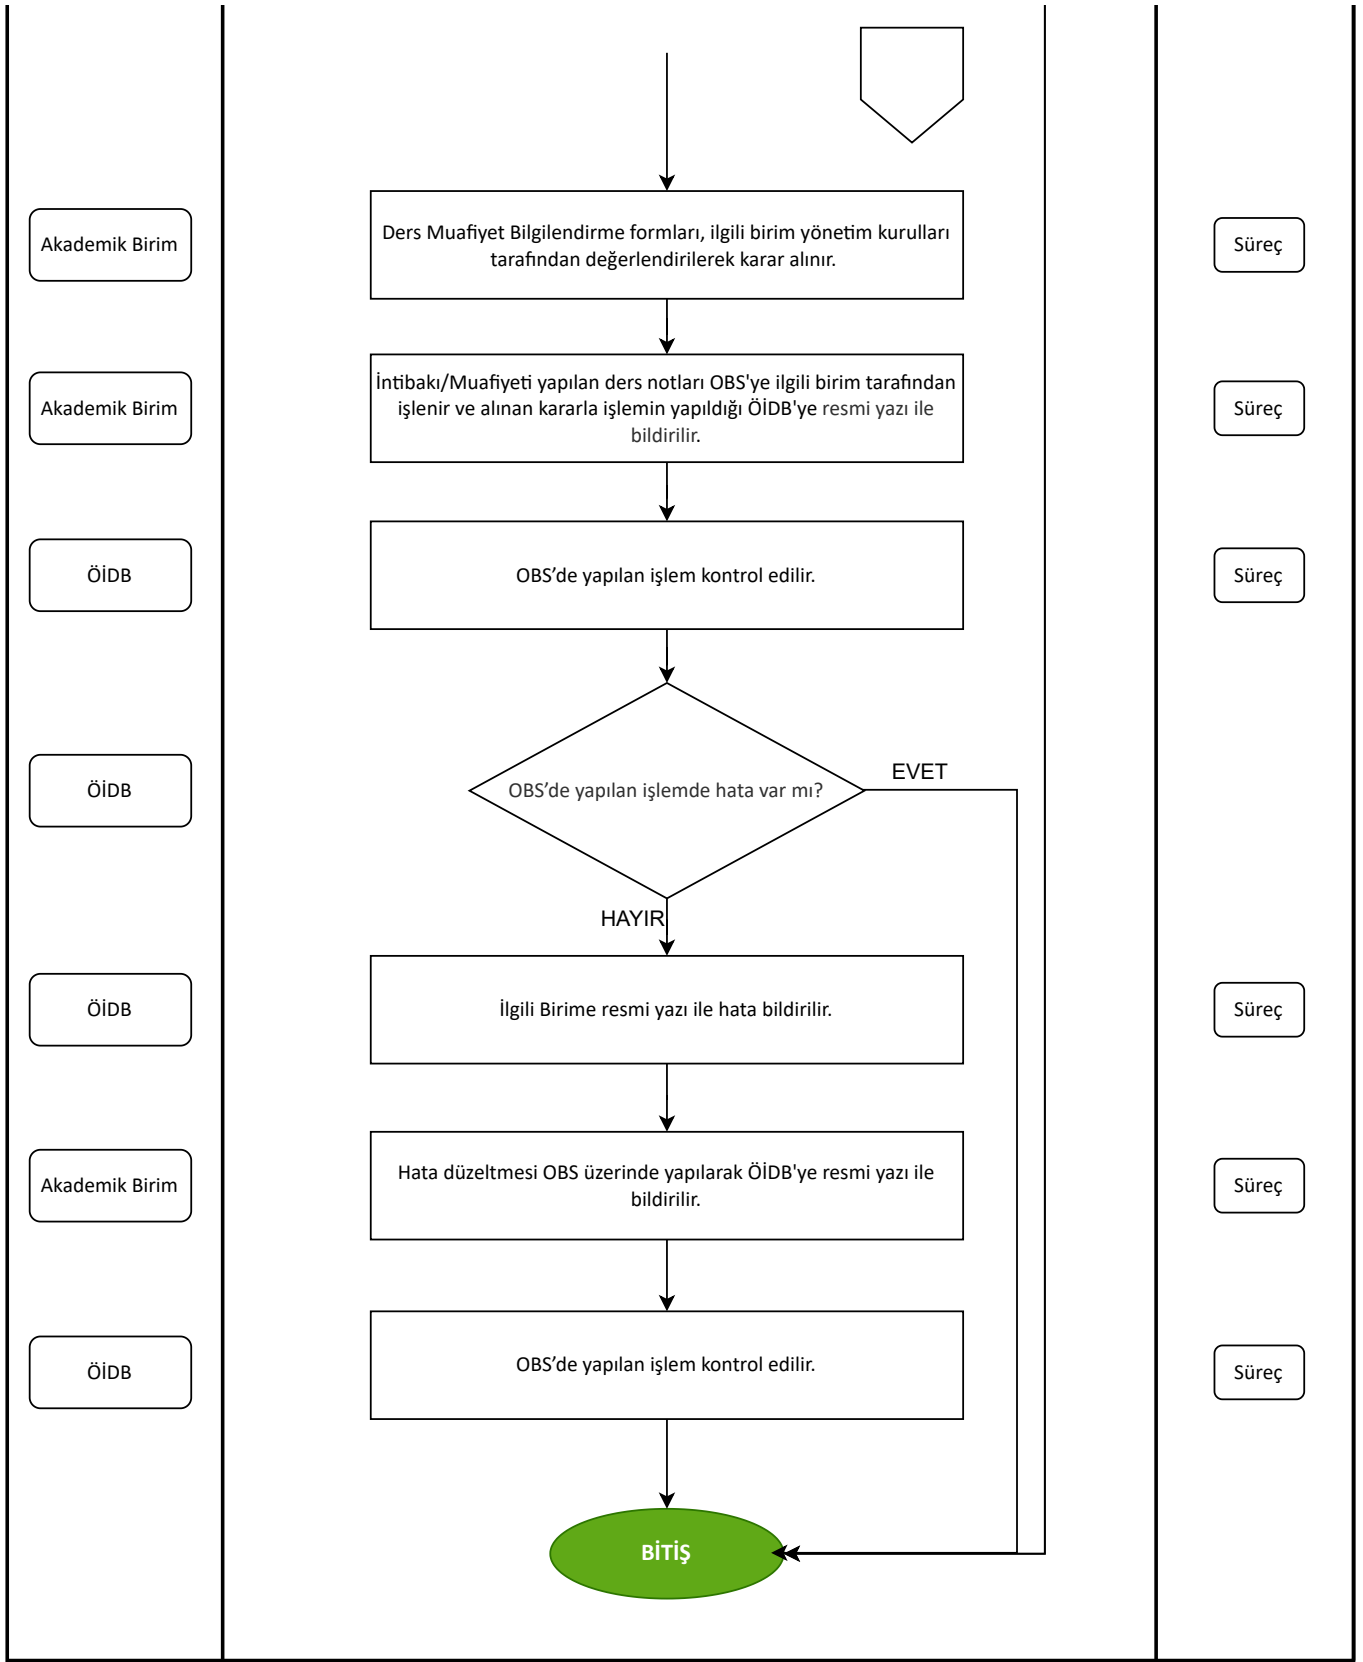 Akademik Birim
Ders Muafiyet Bilgilendirme formları, ilgili birim yönetim kurulları
tarafından değerlendirilerek karar alınır.
Süreç
Akademik Birim
İntibakı/Muafiyeti yapılan ders notları OBS'ye ilgili birim tarafından
işlenir ve alınan kararla işlemin yapıldığı ÖİDB'ye resmi yazı ile
bildirilir.
Süreç
ÖİDB
OBS’de yapılan işlem kontrol edilir.
Süreç
ÖİDB
OBS’de yapılan işlemde hata var mı?
EVET
HAYIR
ÖİDB
İlgili Birime resmi yazı ile hata bildirilir.
Süreç
Akademik Birim
Hata düzeltmesi OBS üzerinde yapılarak ÖİDB'ye resmi yazı ile
bildirilir.
Süreç
ÖİDB
OBS’de yapılan işlem kontrol edilir.
Süreç
BİTİŞ